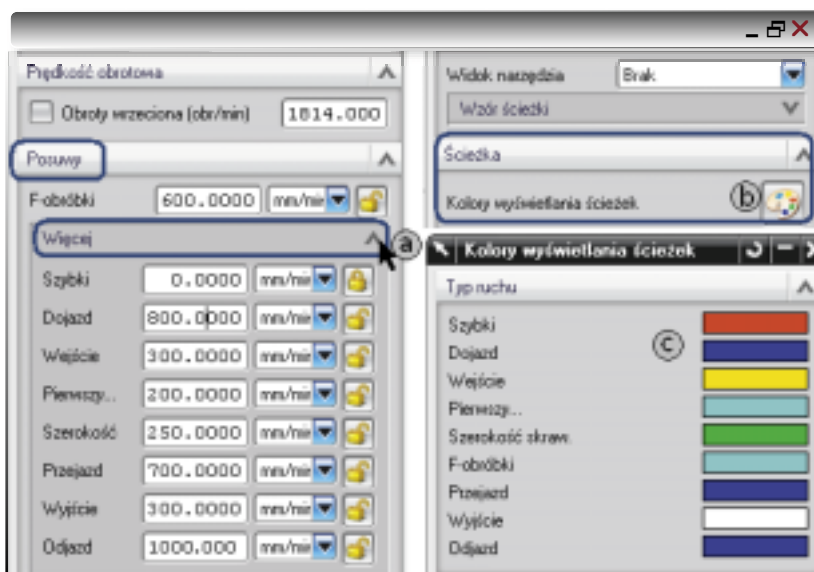 Prędkość obrotowa
Obroty wrzeciona (obr/min) 1814.000
Posuwy
F-obróbki 600.0000 mm/min
Więcej
Szybki 0.0000 mm/min
Dojazd 800.0000 mm/min
Wejście 300.0000 mm/min
Pierwszy... 200.0000 mm/min
Szerokość 250.0000 mm/min
Przejazd 700.0000 mm/min
Wyjście 300.0000 mm/min
Odjazd 1000.000 mm/min
a
Widok narzędzia Brak
Wzór ścieżki
Ścieżka
Kolory wyświetlania ścieżek b
Kolory wyświetlania ścieżek
Typ ruchu
Szybki
Dojazd c
Wejście
Pierwszy...
Szerokość skraw.
F-obróbki
Przejazd
Wyjście
Odjazd